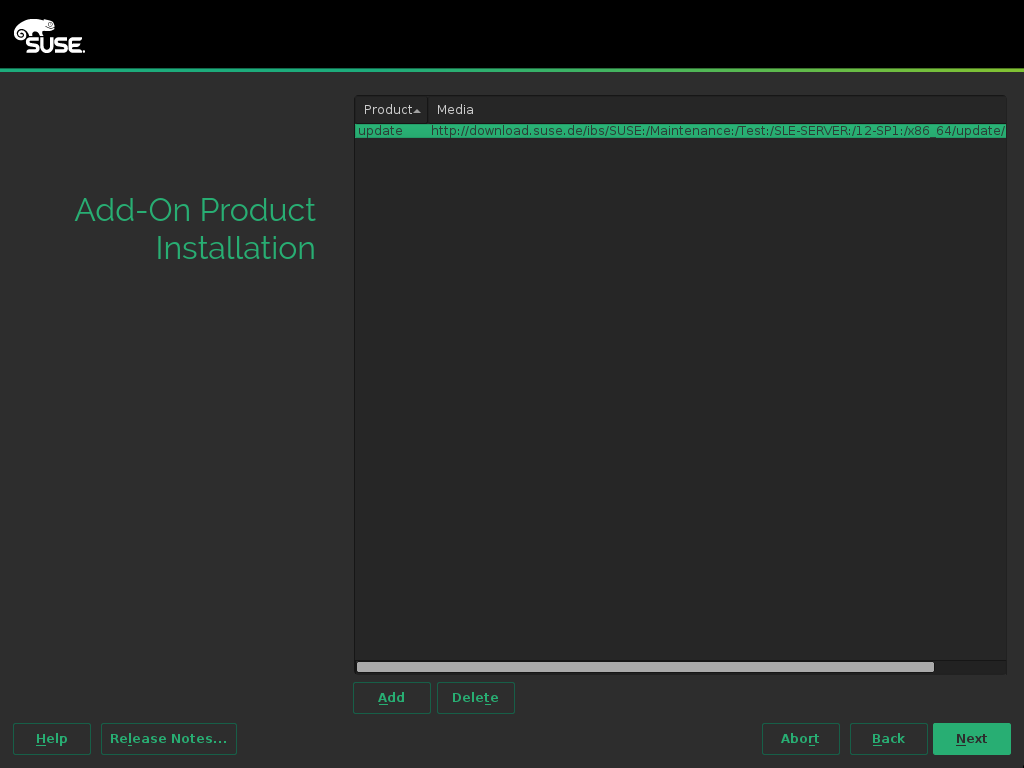 SUSE.
Add-On Product
Installation
Product Media
update http://download.suse.de/ibs/SUSE:/Maintenance:/Test:/SLE-SERVER:/12-SP1:/x86_64/update/
Add Delete
Help Release Notes... Abort Back Next